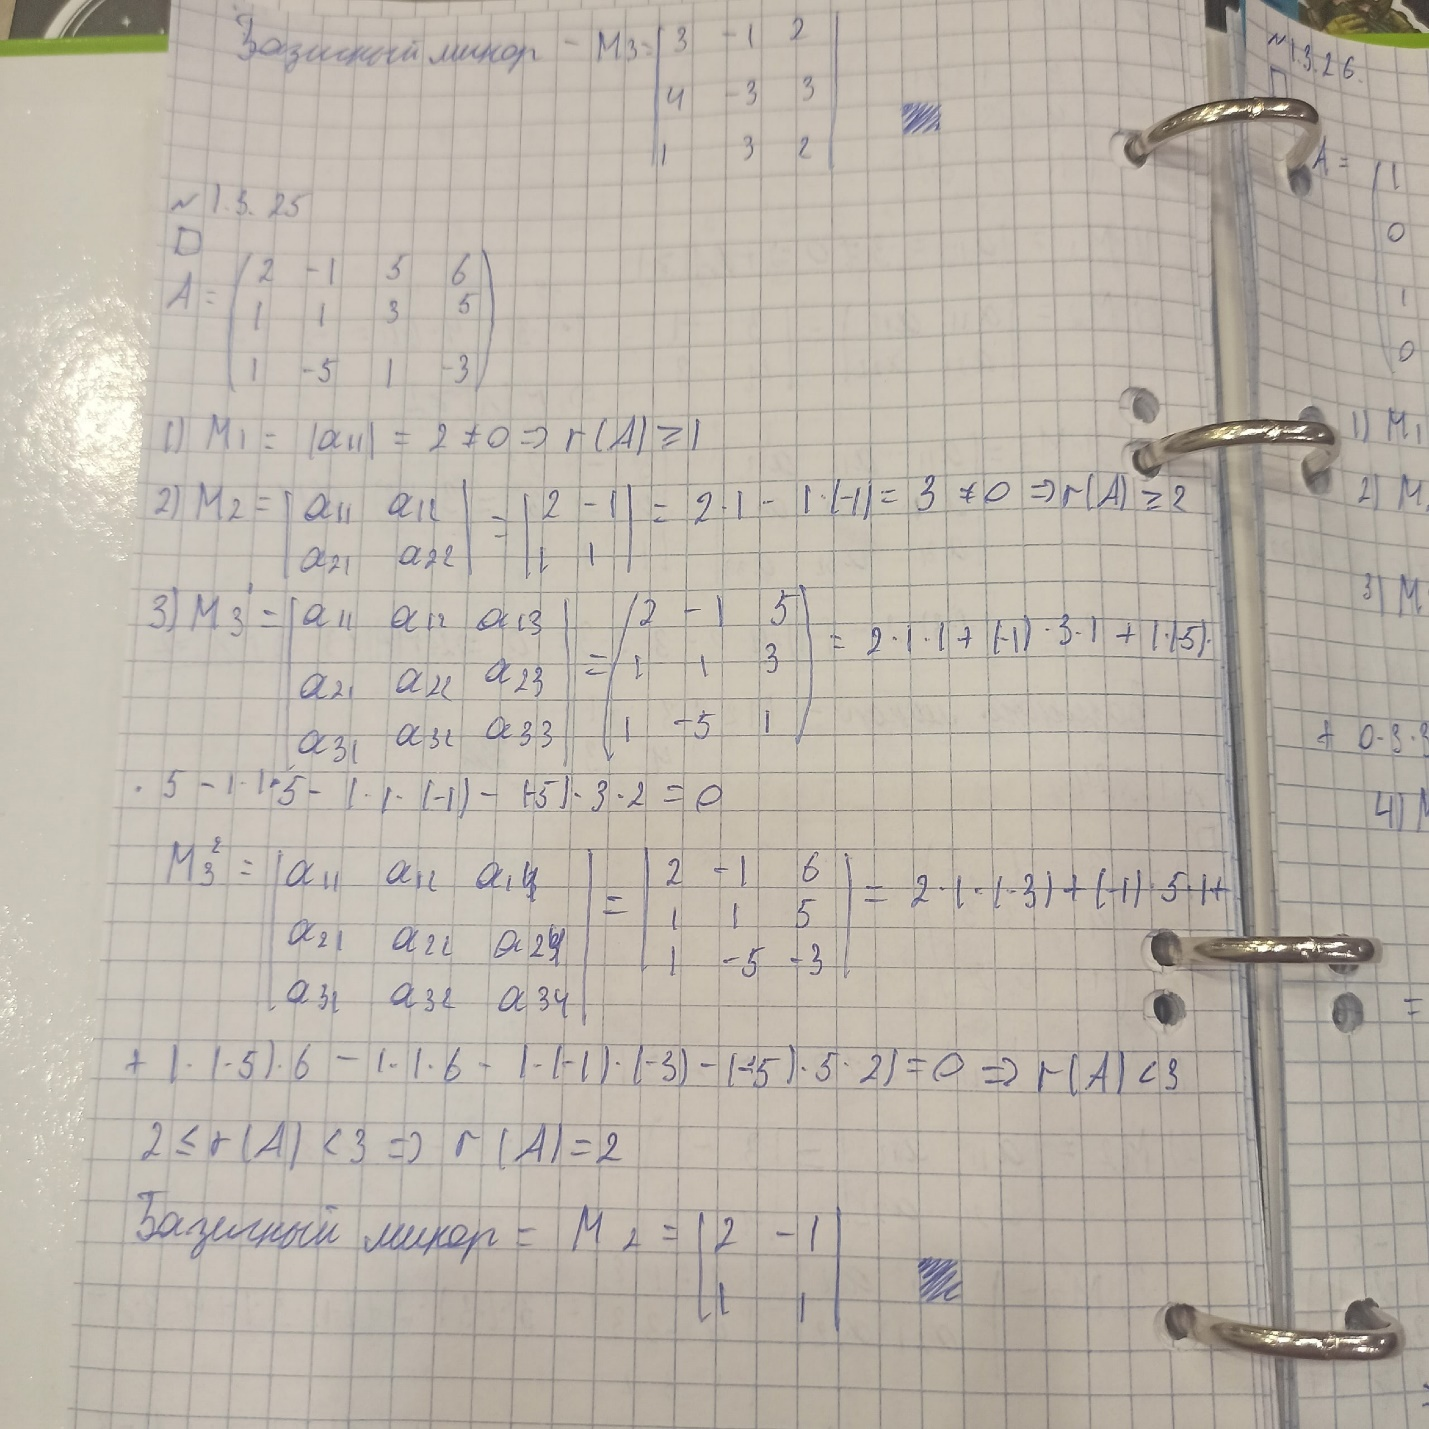 Базисный минор - M3 = | 3 -1 2 |
| 4 -3 3 |
| 1 3 2 |
~ 1.3.25
□
A = ( 2 -1 5 6 )
( 1 1 3 5 )
( 1 -5 1 -3 )
1) M1 = |a11| = 2 ≠ 0 => r(A) ≥ 1
2) M2 = | a11 a12 | = | 2 -1 | = 2·1 - 1·(-1) = 3 ≠ 0 => r(A) ≥ 2
| a21 a22 | | 1 1 |
3) M3¹ = | a11 a12 a13 | = ( 2 -1 5 ) = 2·1·1 + (-1)·3·1 + 1·(-5)·
| a21 a22 a23 | ( 1 1 3 )
| a31 a32 a33 | ( 1 -5 1 )
· 5 - 1·1·5 - 1·1·(-1) - (-5)·3·2 = 0
M3² = | a11 a12 a14 | = | 2 -1 6 | = 2·1·(-3) + (-1)·5·1 +
| a21 a22 a24 | | 1 1 5 |
| a31 a32 a34 | | 1 -5 -3 |
+ 1·(-5)·6 - 1·1·6 - 1·(-1)·(-3) - (-5)·5·2) = 0 => r(A) < 3
2 ≤ r(A) < 3 => r(A) = 2
Базисный минор = M2 = | 2 -1 |
| 1 1 |
~ 1.3.26.
A = ( 1
0
1
0
1) M1
2) M
3) M
+ 0·3·3
4) M
=